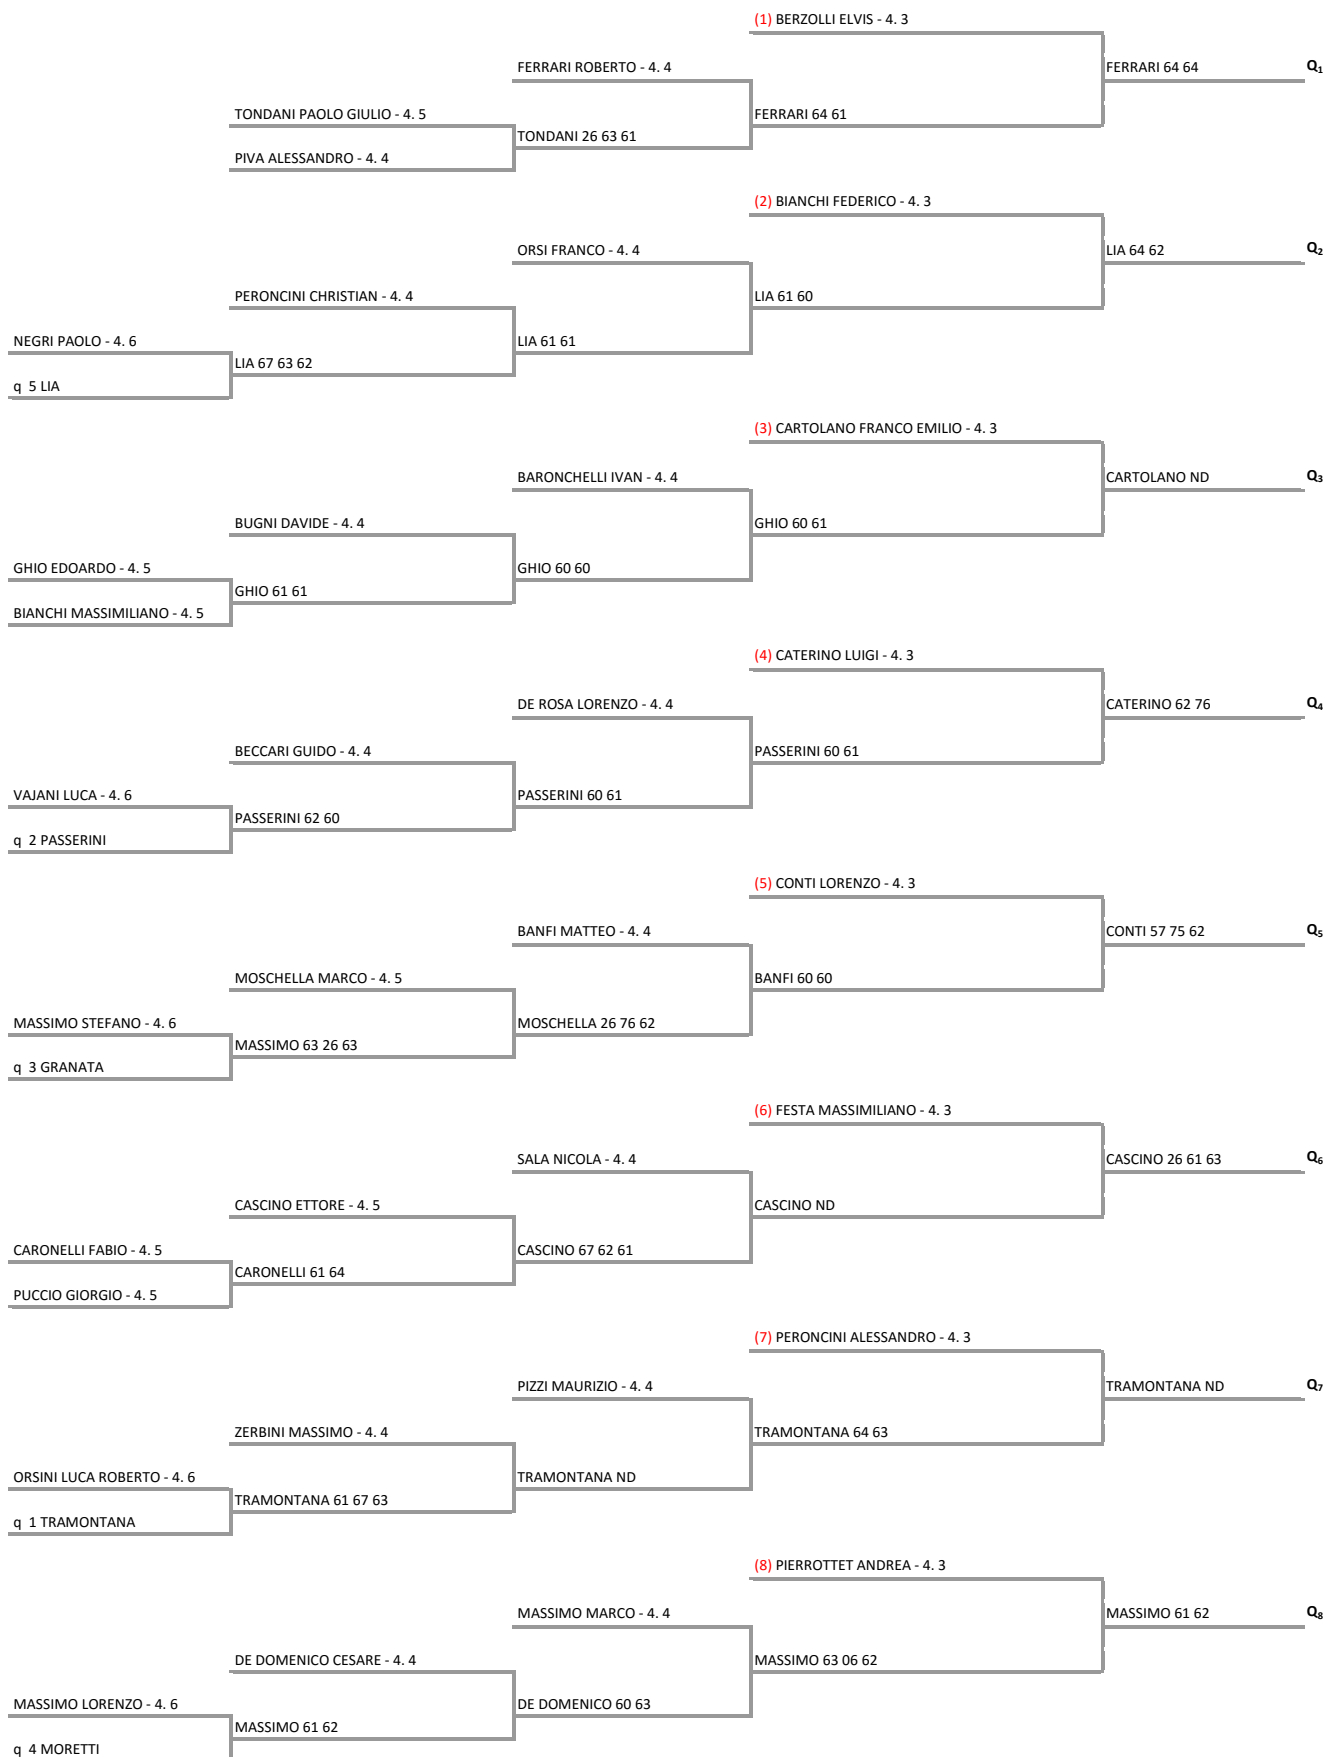 (1) BERZOLLI ELVIS - 4. 3
FERRARI ROBERTO - 4. 4
FERRARI 64 64
Q₁
TONDANI PAOLO GIULIO - 4. 5
FERRARI 64 61
TONDANI 26 63 61
PIVA ALESSANDRO - 4. 4
(2) BIANCHI FEDERICO - 4. 3
ORSI FRANCO - 4. 4
LIA 64 62
Q₂
PERONCINI CHRISTIAN - 4. 4
LIA 61 60
NEGRI PAOLO - 4. 6
LIA 61 61
LIA 67 63 62
q 5 LIA
(3) CARTOLANO FRANCO EMILIO - 4. 3
BARONCHELLI IVAN - 4. 4
CARTOLANO ND
Q₃
BUGNI DAVIDE - 4. 4
GHIO 60 61
GHIO EDOARDO - 4. 5
GHIO 60 60
GHIO 61 61
BIANCHI MASSIMILIANO - 4. 5
(4) CATERINO LUIGI - 4. 3
DE ROSA LORENZO - 4. 4
CATERINO 62 76
Q₄
BECCARI GUIDO - 4. 4
PASSERINI 60 61
VAJANI LUCA - 4. 6
PASSERINI 60 61
PASSERINI 62 60
q 2 PASSERINI
(5) CONTI LORENZO - 4. 3
BANFI MATTEO - 4. 4
CONTI 57 75 62
Q₅
MOSCHELLA MARCO - 4. 5
BANFI 60 60
MASSIMO STEFANO - 4. 6
MOSCHELLA 26 76 62
MASSIMO 63 26 63
q 3 GRANATA
(6) FESTA MASSIMILIANO - 4. 3
SALA NICOLA - 4. 4
CASCINO 26 61 63
Q₆
CASCINO ETTORE - 4. 5
CASCINO ND
CARONELLI FABIO - 4. 5
CASCINO 67 62 61
CARONELLI 61 64
PUCCIO GIORGIO - 4. 5
(7) PERONCINI ALESSANDRO - 4. 3
PIZZI MAURIZIO - 4. 4
TRAMONTANA ND
Q₇
ZERBINI MASSIMO - 4. 4
TRAMONTANA 64 63
ORSINI LUCA ROBERTO - 4. 6
TRAMONTANA ND
TRAMONTANA 61 67 63
q 1 TRAMONTANA
(8) PIERROTTET ANDREA - 4. 3
MASSIMO MARCO - 4. 4
MASSIMO 61 62
Q₈
DE DOMENICO CESARE - 4. 4
MASSIMO 63 06 62
MASSIMO LORENZO - 4. 6
DE DOMENICO 60 63
MASSIMO 61 62
q 4 MORETTI